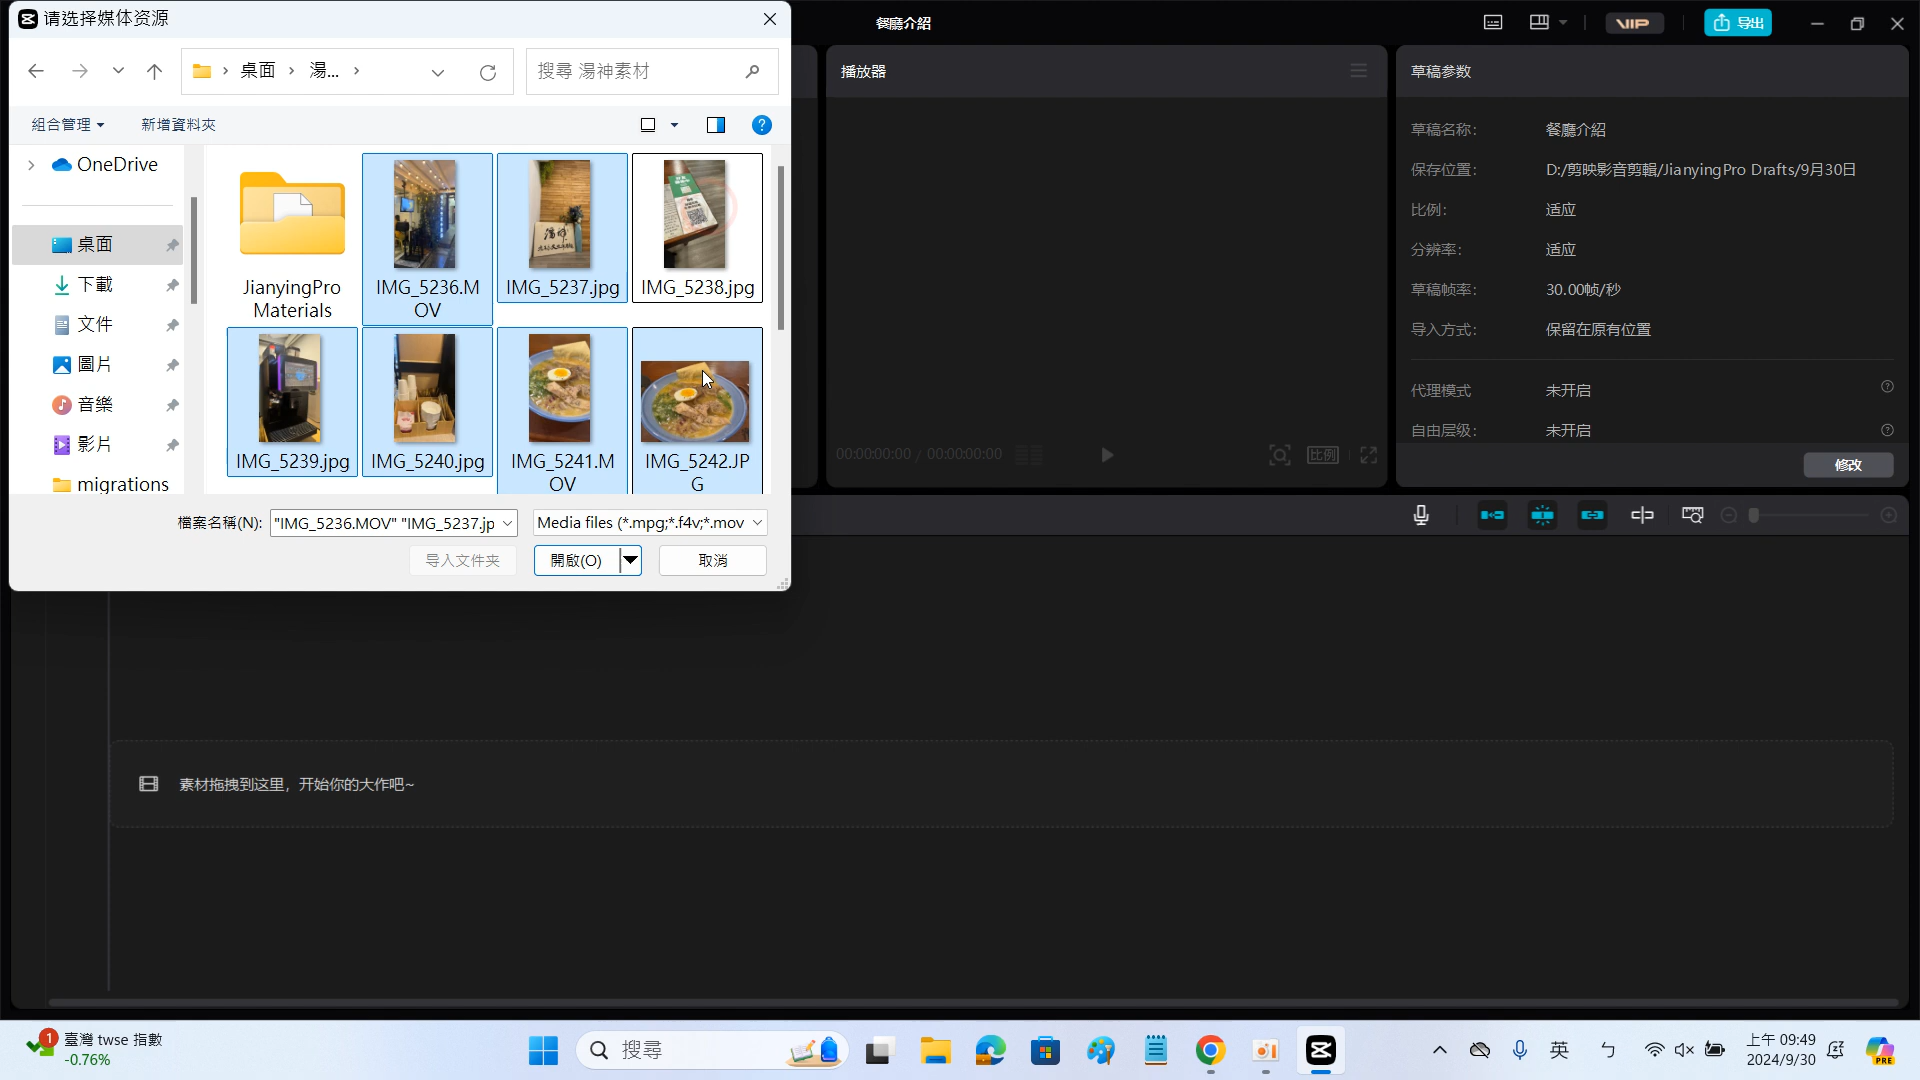 请选择媒体资源
桌面
湯...
搜尋 湯神素材
組合管理
新增資料夾
OneDrive
桌面
下載
文件
圖片
音樂
影片
migrations
JianyingPro
Materials
IMG_5236.M
OV
IMG_5237.jpg
IMG_5238.jpg
IMG_5239.jpg
IMG_5240.jpg
IMG_5241.M
OV
IMG_5242.JP
G
檔案名稱(N):
"IMG_5236.MOV" "IMG_5237.jp
Media files (*.mpg;*.f4v;*.mov
导入文件夹
開啟(O)
取消
餐廳介紹
VIP
导出
播放器
00:00:00:00 / 00:00:00:00
比例
草稿参数
草稿名称:
餐廳介紹
保存位置:
D:/剪映影音剪輯/JianyingPro Drafts/9月30日
比例:
适应
分辨率:
适应
草稿帧率:
30.00帧/秒
导入方式:
保留在原有位置
代理模式
未开启
自由层级:
未开启
修改
素材拖拽到这里，开始你的大作吧~
1
臺灣 twse 指數
-0.76%
搜尋
英
ㄅ
上午 09:49
2024/9/30
PRE